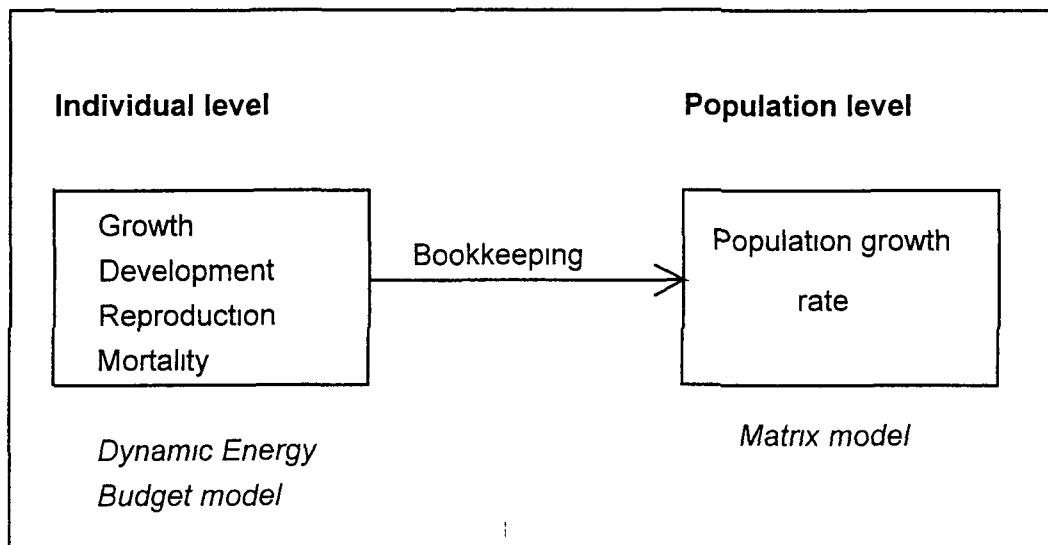 Individual level
Population level
Growth
Development
Reproduction
Mortality
Bookkeeping
Population growth
rate
Dynamic Energy
Budget model
Matrix model